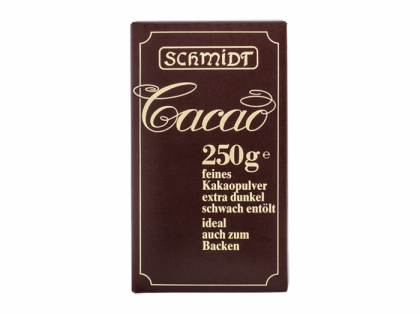 SCHMIDT
Cacao
250g e
feines
Kakaopulver
extra dunkel
schwach entölt
ideal
auch zum
Backen